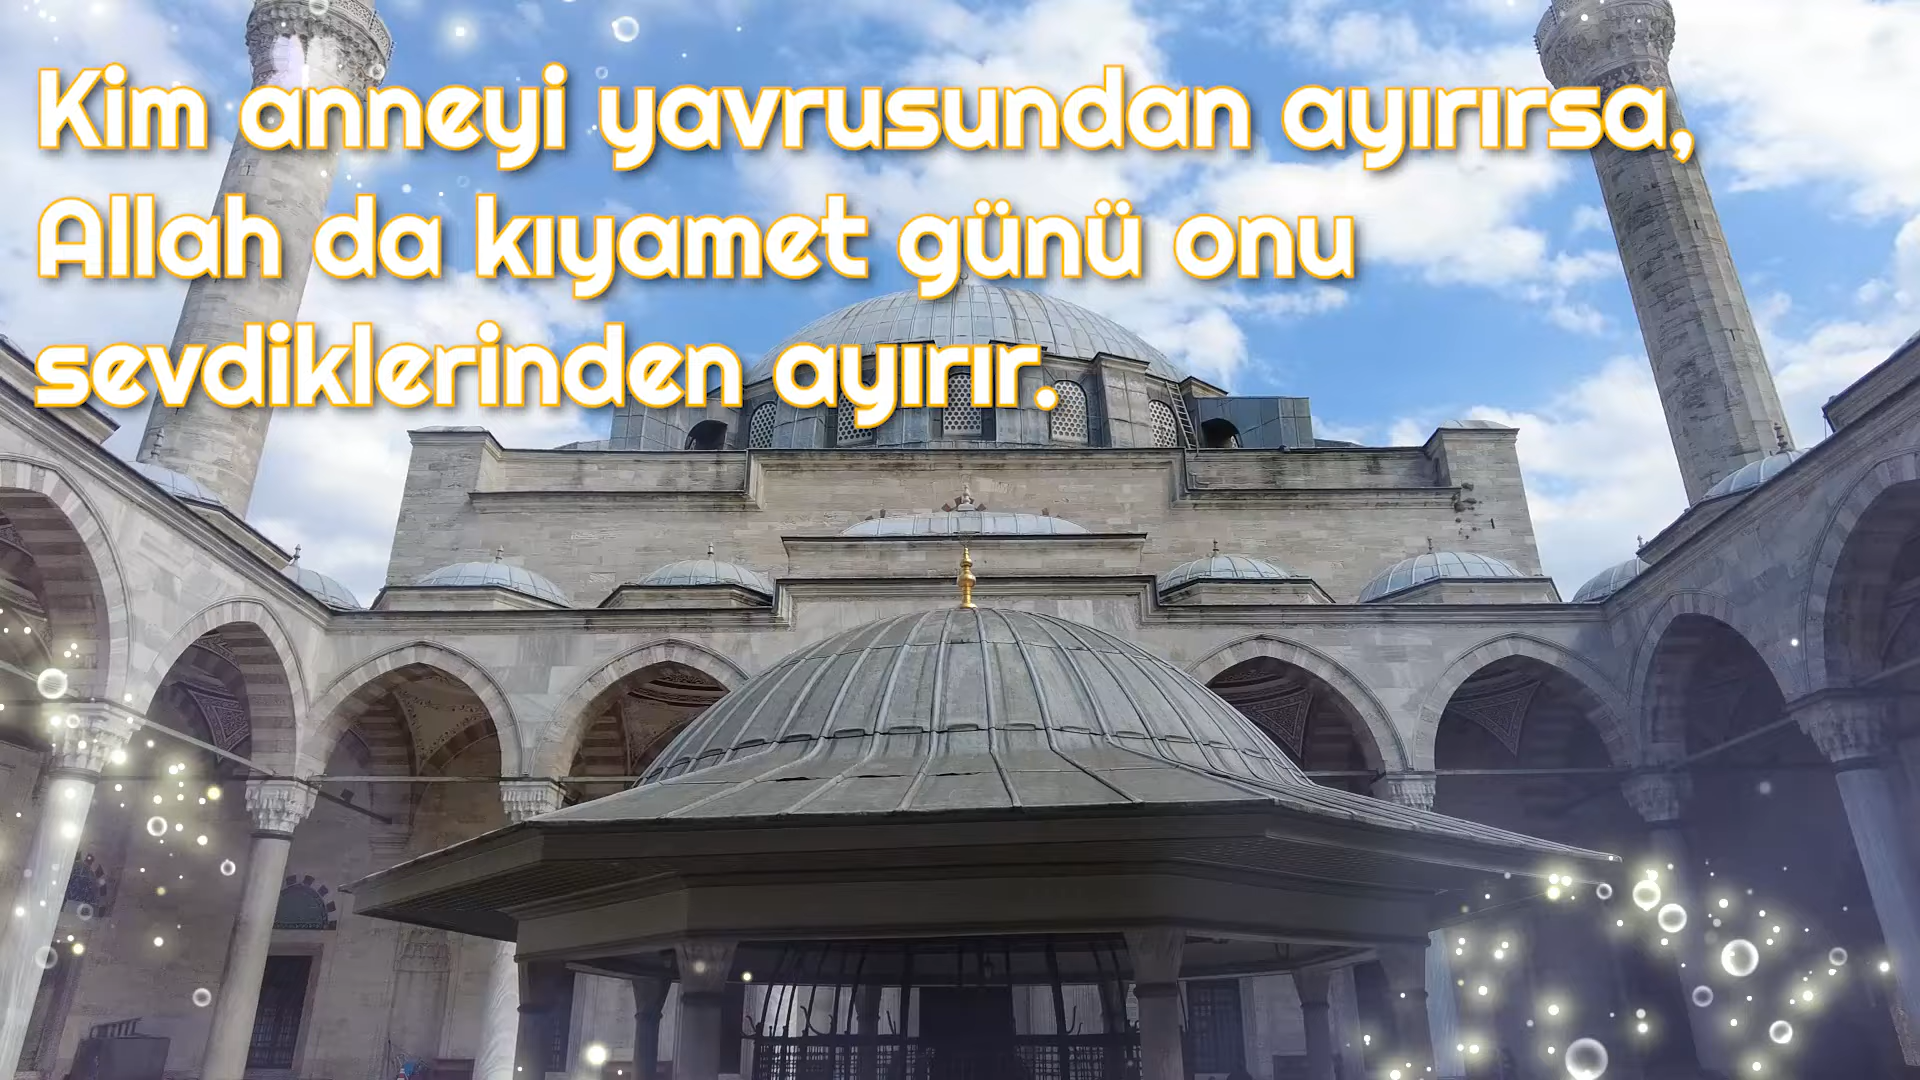 Kim anneyi yavrusundan ayırırsa,
Allah da kıyamet günü onu
sevdiklerinden ayırır.